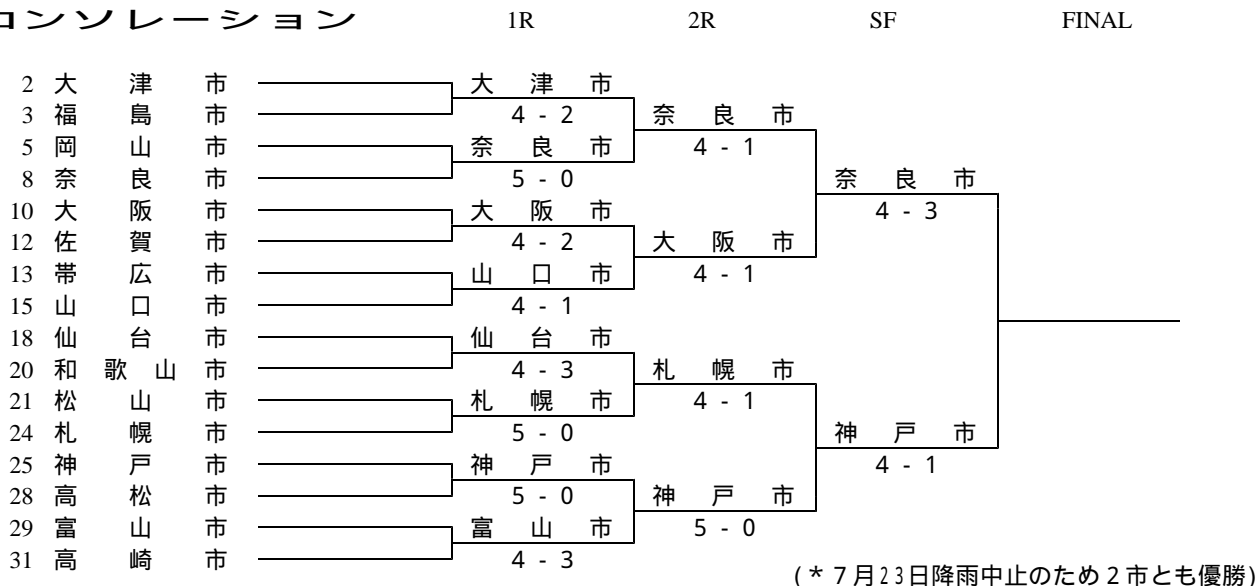 コンソレーション 1R 2R SF FINAL
2 大津市 大津市
3 福島市 4 - 2 奈良市
5 岡山市 奈良市 4 - 1
8 奈良市 5 - 0 奈良市
10 大阪市 大阪市 4 - 3
12 佐賀市 4 - 2 大阪市
13 帯広市 山口市 4 - 1
15 山口市 4 - 1
18 仙台市 仙台市
20 和歌山市 4 - 3 札幌市
21 松山市 札幌市 4 - 1
24 札幌市 5 - 0 神戸市
25 神戸市 神戸市 4 - 1
28 高松市 5 - 0 神戸市
29 富山市 富山市 5 - 0
31 高崎市 4 - 3
(*7月23日降雨中止のため2市とも優勝)